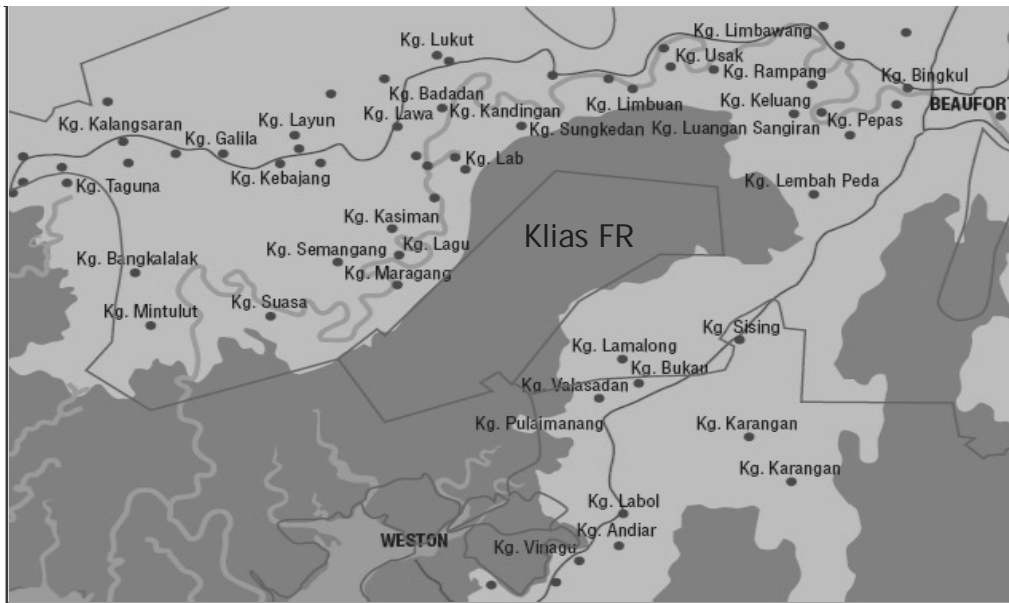 Kg. Limbawang
Kg. Lukut
Kg. Usak
Kg. Rampang
Kg. Bingkul
Kg. Badadan
Kg. Limbuan
Kg. Keluang
BEAUFORT
Kg. Kandingan
Kg. Lawa
Kg. Layun
Kg. Kalangsaran
Kg. Galila
Kg. Sungkedan
Kg. Luangan Sangiran
Kg. Pepas
Kg. Lab
Kg. Kebajang
Kg. Taguna
Kg. Lembah Peda
Kg. Kasiman
Klias FR
Kg. Semangang
Kg. Lagu
Kg. Bangkalalak
Kg. Maragang
Kg. Suasa
Kg. Mintulut
Kg. Sising
Kg. Lamalong
Kg. Bukau
Kg. Valasadan
Kg. Pulaimanang
Kg. Karangan
Kg. Karangan
Kg. Labol
Kg. Andiar
WESTON
Kg. Vinagu